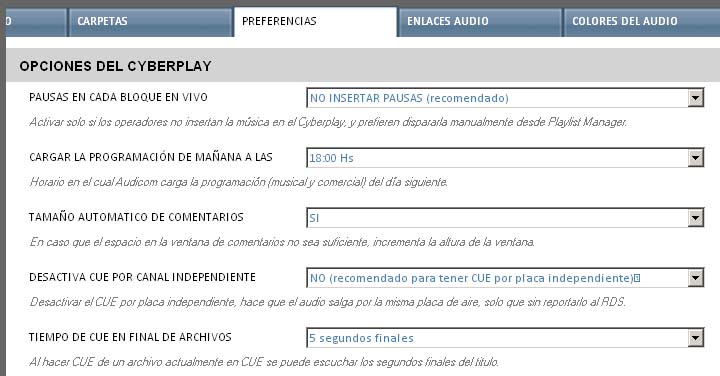 O CARPETAS PREFERENCIAS ENLACES AUDIO COLORES DEL AUDIO
OPCIONES DEL CYBERPLAY
PAUSAS EN CADA BLOQUE EN VIVO NO INSERTAR PAUSAS (recomendado)
Activar solo si los operadores no insertan la música en el Cyberplay, y prefieren dispararla manualmente desde Playlist Manager.
CARGAR LA PROGRAMACIÓN DE MAÑANA A LAS 18:00 Hs
Horario en el cual Audicom carga la programación (musical y comercial) del día siguiente.
TAMAÑO AUTOMATICO DE COMENTARIOS SI
En caso que el espacio en la ventana de comentarios no sea suficiente, incrementa la altura de la ventana.
DESACTIVA CUE POR CANAL INDEPENDIENTE NO (recomendado para tener CUE por placa independiente)
Desactivar el CUE por placa independiente, hace que el audio salga por la misma placa de aire, solo que sin reportarlo al RDS.
TIEMPO DE CUE EN FINAL DE ARCHIVOS 5 segundos finales
Al hacer CUE de un archivo actualmente en CUE se puede escuchar los segundos finales del título.